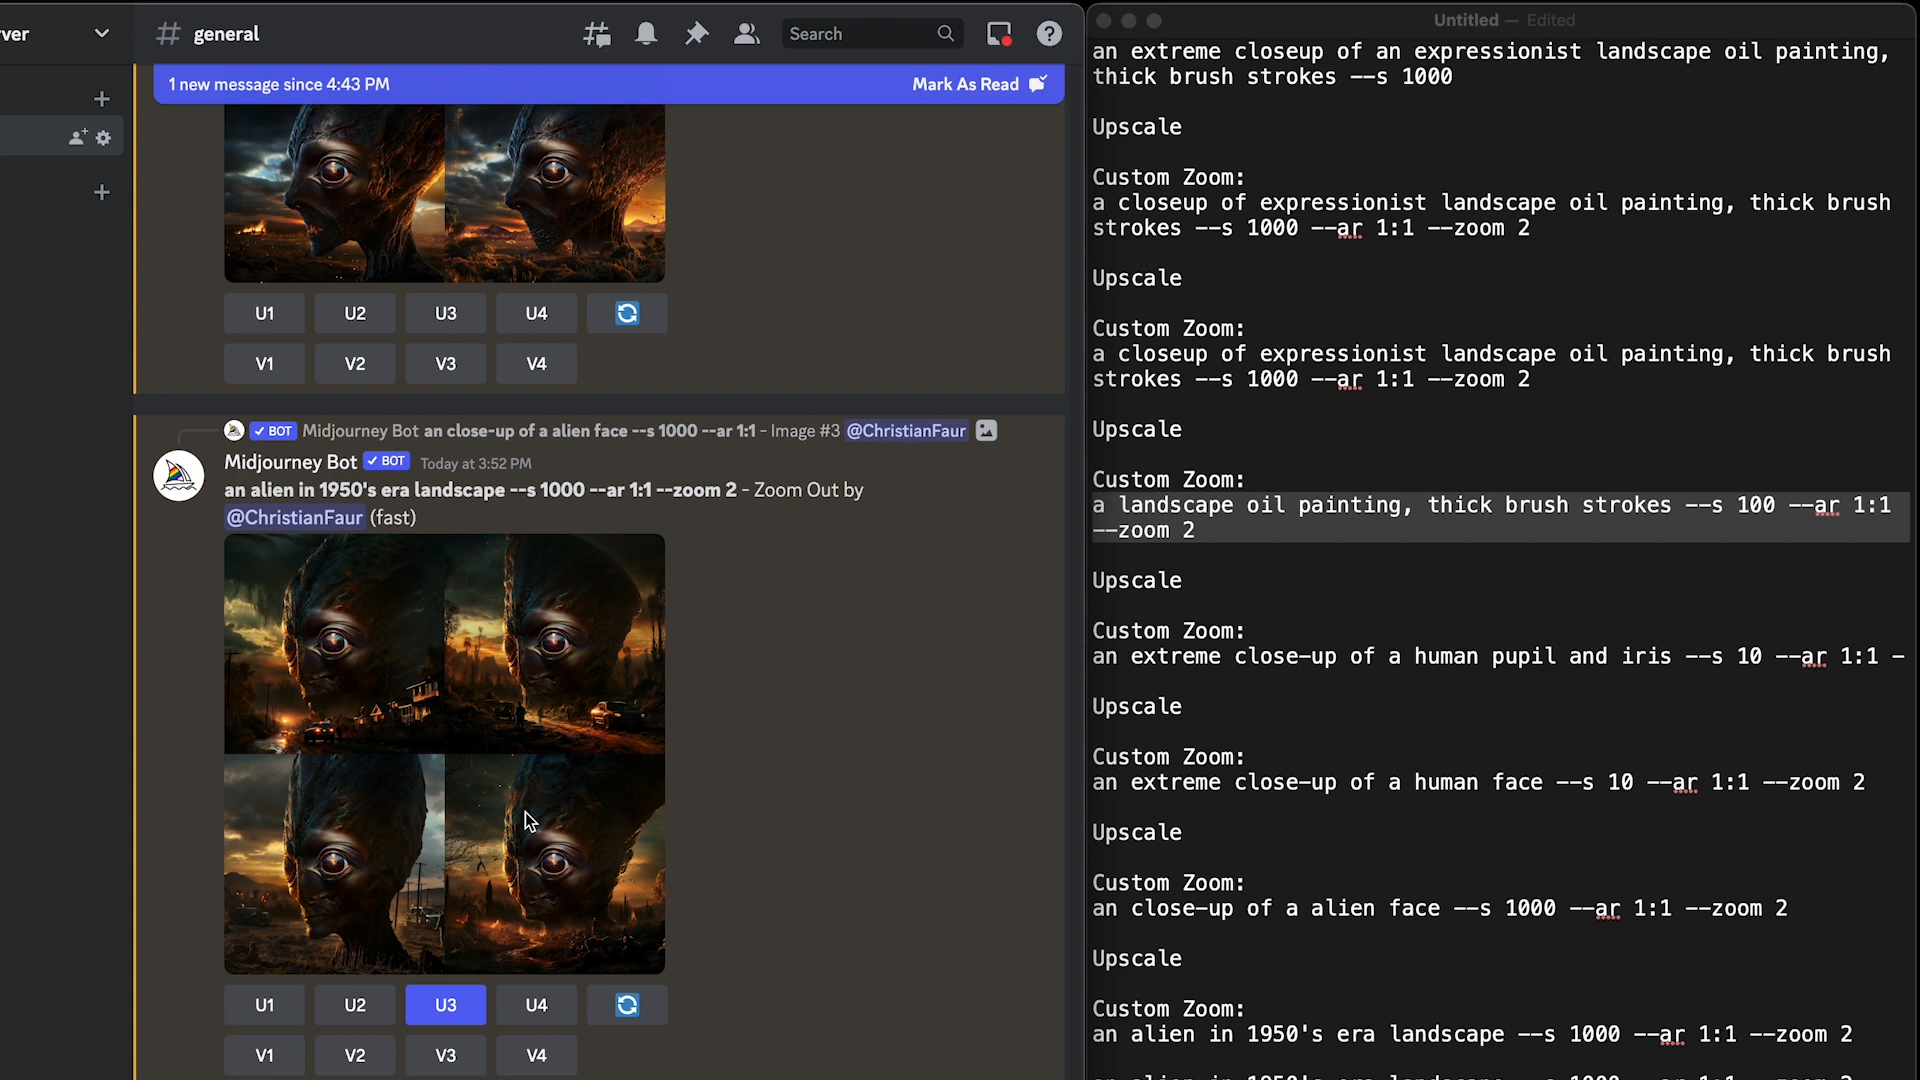 ver
general
Search
1 new message since 4:43 PM
Mark As Read
U1 U2 U3 U4
V1 V2 V3 V4
BOT Midjourney Bot an close-up of a alien face --s 1000 --ar 1:1 - Image #3 @ChristianFaur
Midjourney Bot BOT Today at 3:52 PM
an alien in 1950's era landscape --s 1000 --ar 1:1 --zoom 2 - Zoom Out by
@ChristianFaur (fast)
U1 U2 U3 U4
V1 V2 V3 V4
Untitled — Edited
an extreme closeup of an expressionist landscape oil painting,
thick brush strokes --s 1000
Upscale
Custom Zoom:
a closeup of expressionist landscape oil painting, thick brush
strokes --s 1000 --ar 1:1 --zoom 2
Upscale
Custom Zoom:
a closeup of expressionist landscape oil painting, thick brush
strokes --s 1000 --ar 1:1 --zoom 2
Upscale
Custom Zoom:
a landscape oil painting, thick brush strokes --s 100 --ar 1:1
--zoom 2
Upscale
Custom Zoom:
an extreme close-up of a human pupil and iris --s 10 --ar 1:1 -
Upscale
Custom Zoom:
an extreme close-up of a human face --s 10 --ar 1:1 --zoom 2
Upscale
Custom Zoom:
an close-up of a alien face --s 1000 --ar 1:1 --zoom 2
Upscale
Custom Zoom:
an alien in 1950's era landscape --s 1000 --ar 1:1 --zoom 2